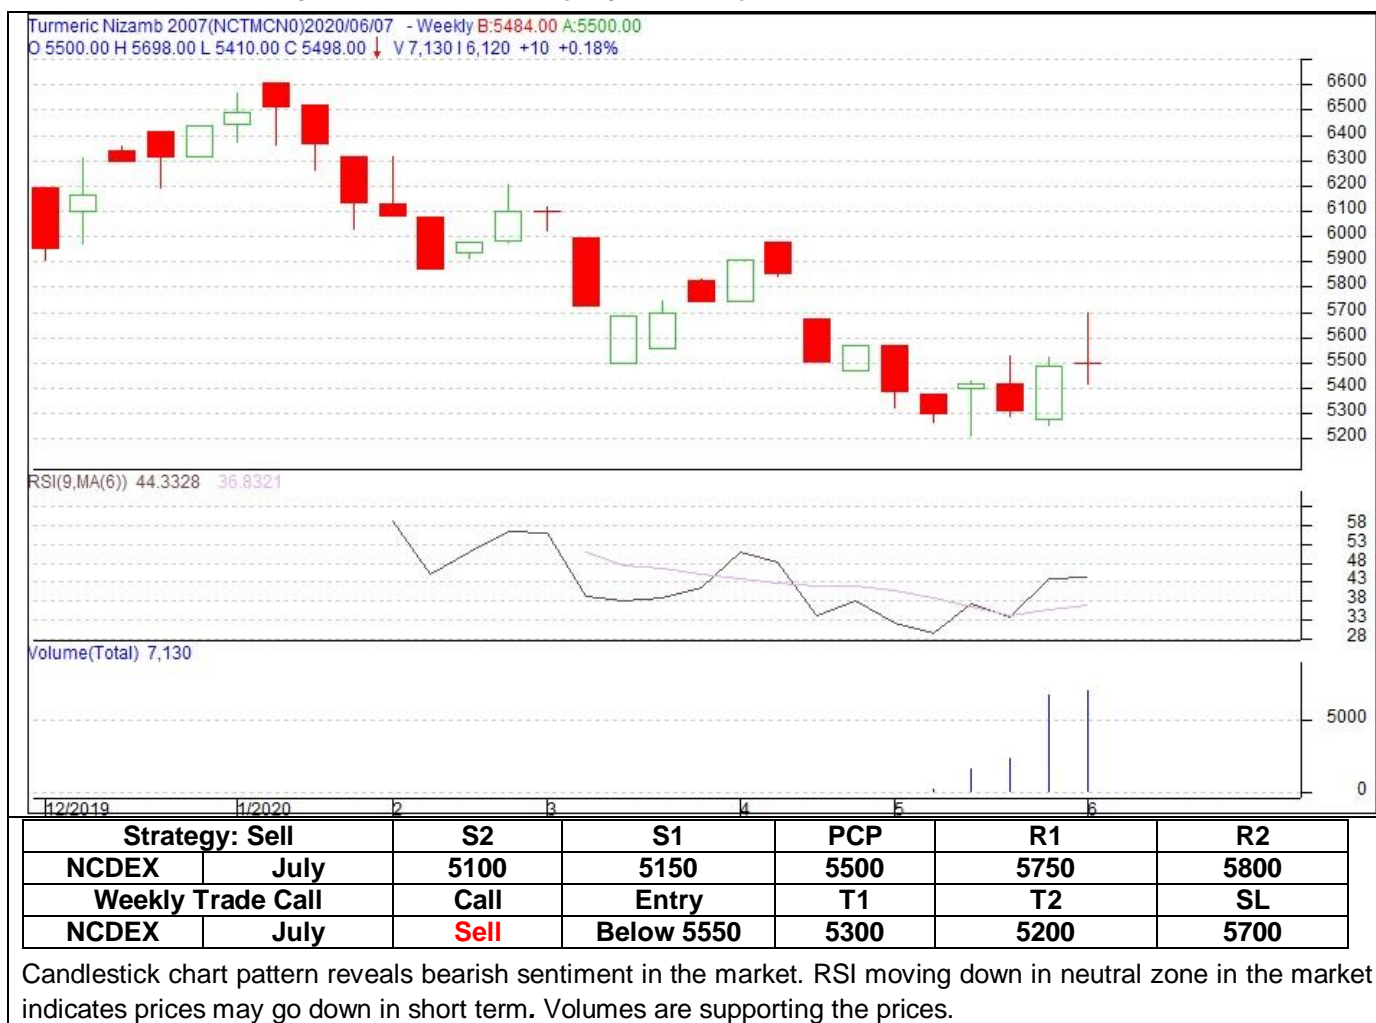 Turmeric Nizamb 2007(NCTMCN0)2020/06/07 - Weekly B:5484.00 A:5500.00
O 5500.00 H 5698.00 L 5410.00 C 5498.00 V 7,130 I 6,120 +10 +0.18%
6600
6500
6400
6300
6200
6100
6000
5900
5800
5700
5600
5500
5400
5300
5200
RSI(9,MA(6)) 44.3328 36.8321
58
53
48
43
38
33
28
Volume(Total) 7,130
5000
0
12/2019 1/2020 2 3 4 5 6
Strategy: Sell S2 S1 PCP R1 R2
NCDEX July 5100 5150 5500 5750 5800
Weekly Trade Call Call Entry T1 T2 SL
NCDEX July Sell Below 5550 5300 5200 5700
Candlestick chart pattern reveals bearish sentiment in the market. RSI moving down in neutral zone in the market
indicates prices may go down in short term. Volumes are supporting the prices.